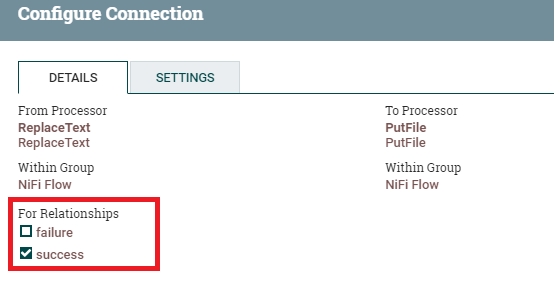 Configure Connection
DETAILS
SETTINGS
From Processor
ReplaceText
ReplaceText
Within Group
NiFi Flow
To Processor
PutFile
PutFile
Within Group
NiFi Flow
For Relationships
failure
success